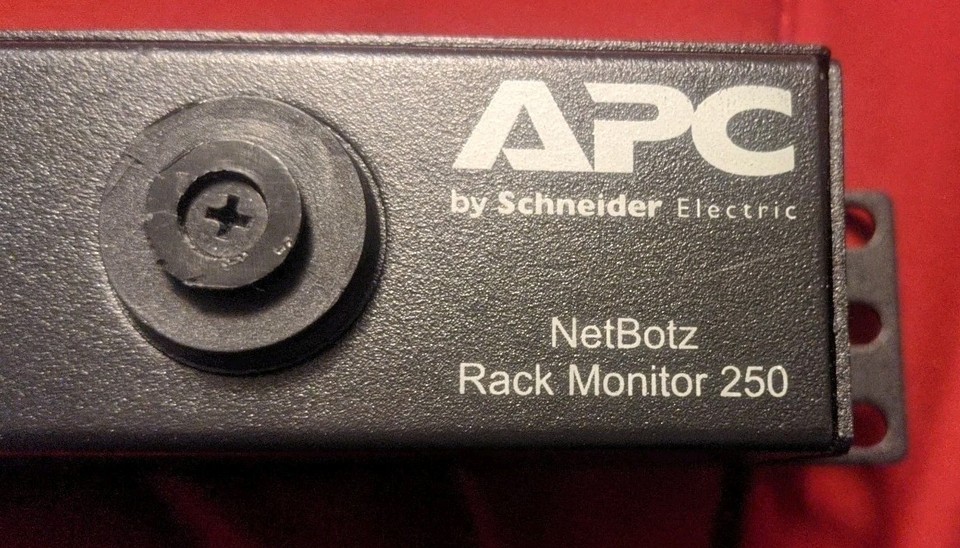 APC
by Schneider Electric
NetBotz
Rack Monitor 250